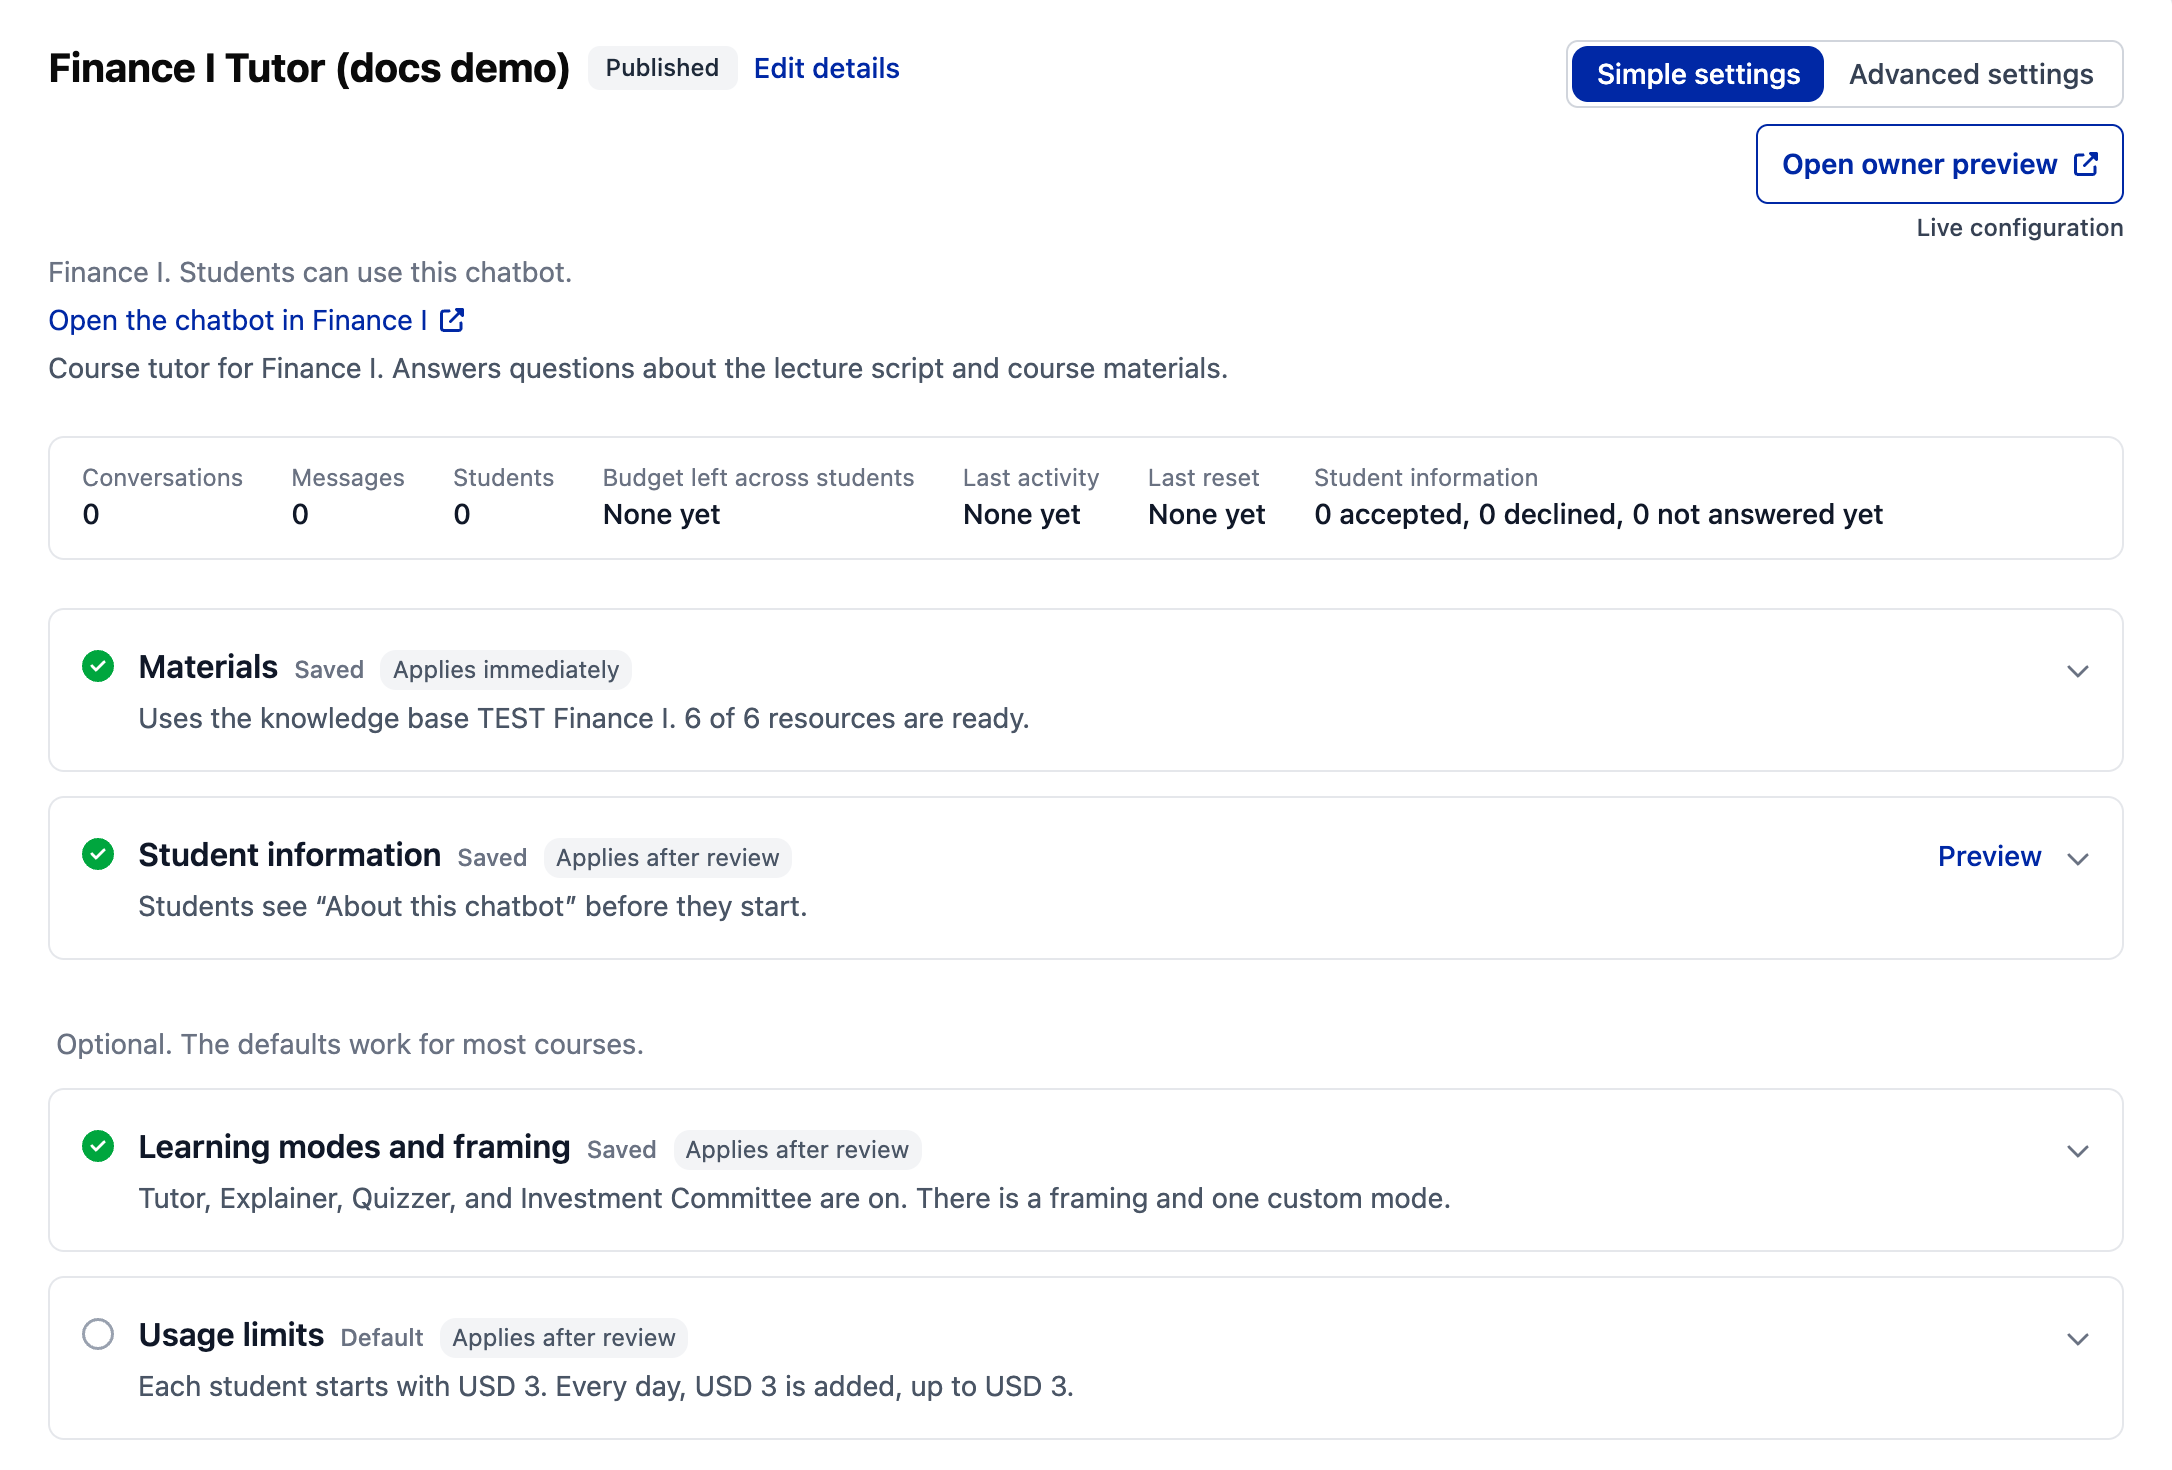 Finance I Tutor (docs demo) Published Edit details
Simple settings Advanced settings
Open owner preview
Live configuration
Finance I. Students can use this chatbot.
Open the chatbot in Finance I
Course tutor for Finance I. Answers questions about the lecture script and course materials.
Conversations Messages Students Budget left across students Last activity Last reset Student information
0 0 0 None yet None yet None yet 0 accepted, 0 declined, 0 not answered yet
Materials Saved Applies immediately
Uses the knowledge base TEST Finance I. 6 of 6 resources are ready.
Student information Saved Applies after review Preview
Students see “About this chatbot” before they start.
Optional. The defaults work for most courses.
Learning modes and framing Saved Applies after review
Tutor, Explainer, Quizzer, and Investment Committee are on. There is a framing and one custom mode.
Usage limits Default Applies after review
Each student starts with USD 3. Every day, USD 3 is added, up to USD 3.